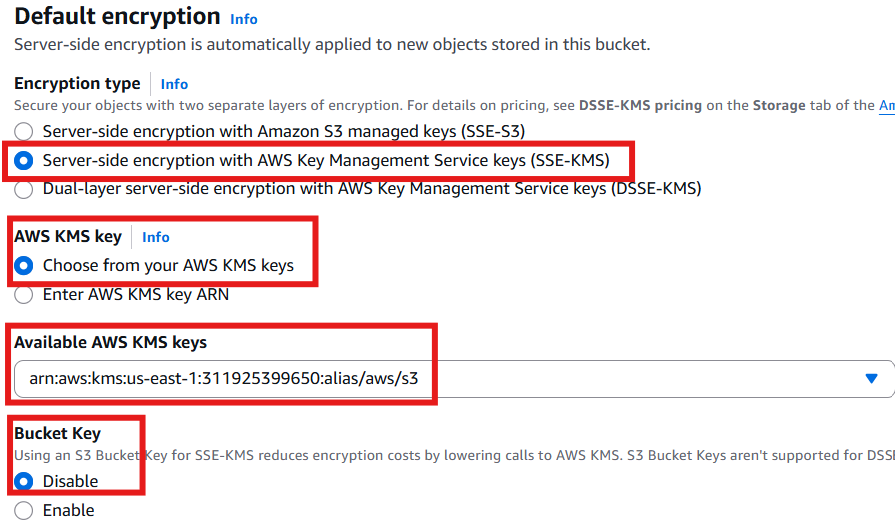 Default encryption Info
Server-side encryption is automatically applied to new objects stored in this bucket.
Encryption type Info
Secure your objects with two separate layers of encryption. For details on pricing, see DSSE-KMS pricing on the Storage tab of the
Server-side encryption with Amazon S3 managed keys (SSE-S3)
Server-side encryption with AWS Key Management Service keys (SSE-KMS)
Dual-layer server-side encryption with AWS Key Management Service keys (DSSE-KMS)
AWS KMS key Info
Choose from your AWS KMS keys
Enter AWS KMS key ARN
Available AWS KMS keys
arn:aws:kms:us-east-1:311925399650:alias/aws/s3
Bucket Key
Using an S3 Bucket Key for SSE-KMS reduces encryption costs by lowering calls to AWS KMS. S3 Bucket Keys aren't supported for
Disable
Enable